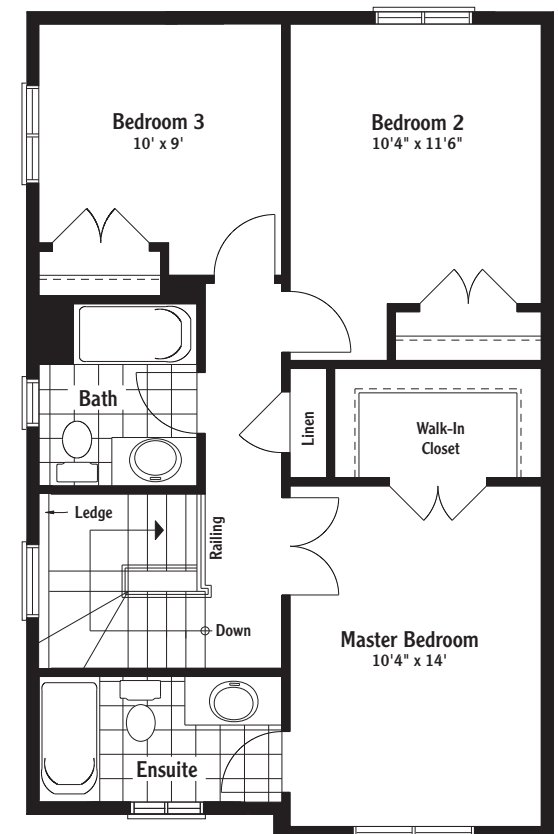 Bedroom 3
10' x 9'
Bedroom 2
10'4" x 11'6"
Bath
Linen
Walk-In
Closet
Ledge
Railing
Down
Master Bedroom
10'4" x 14'
Ensuite